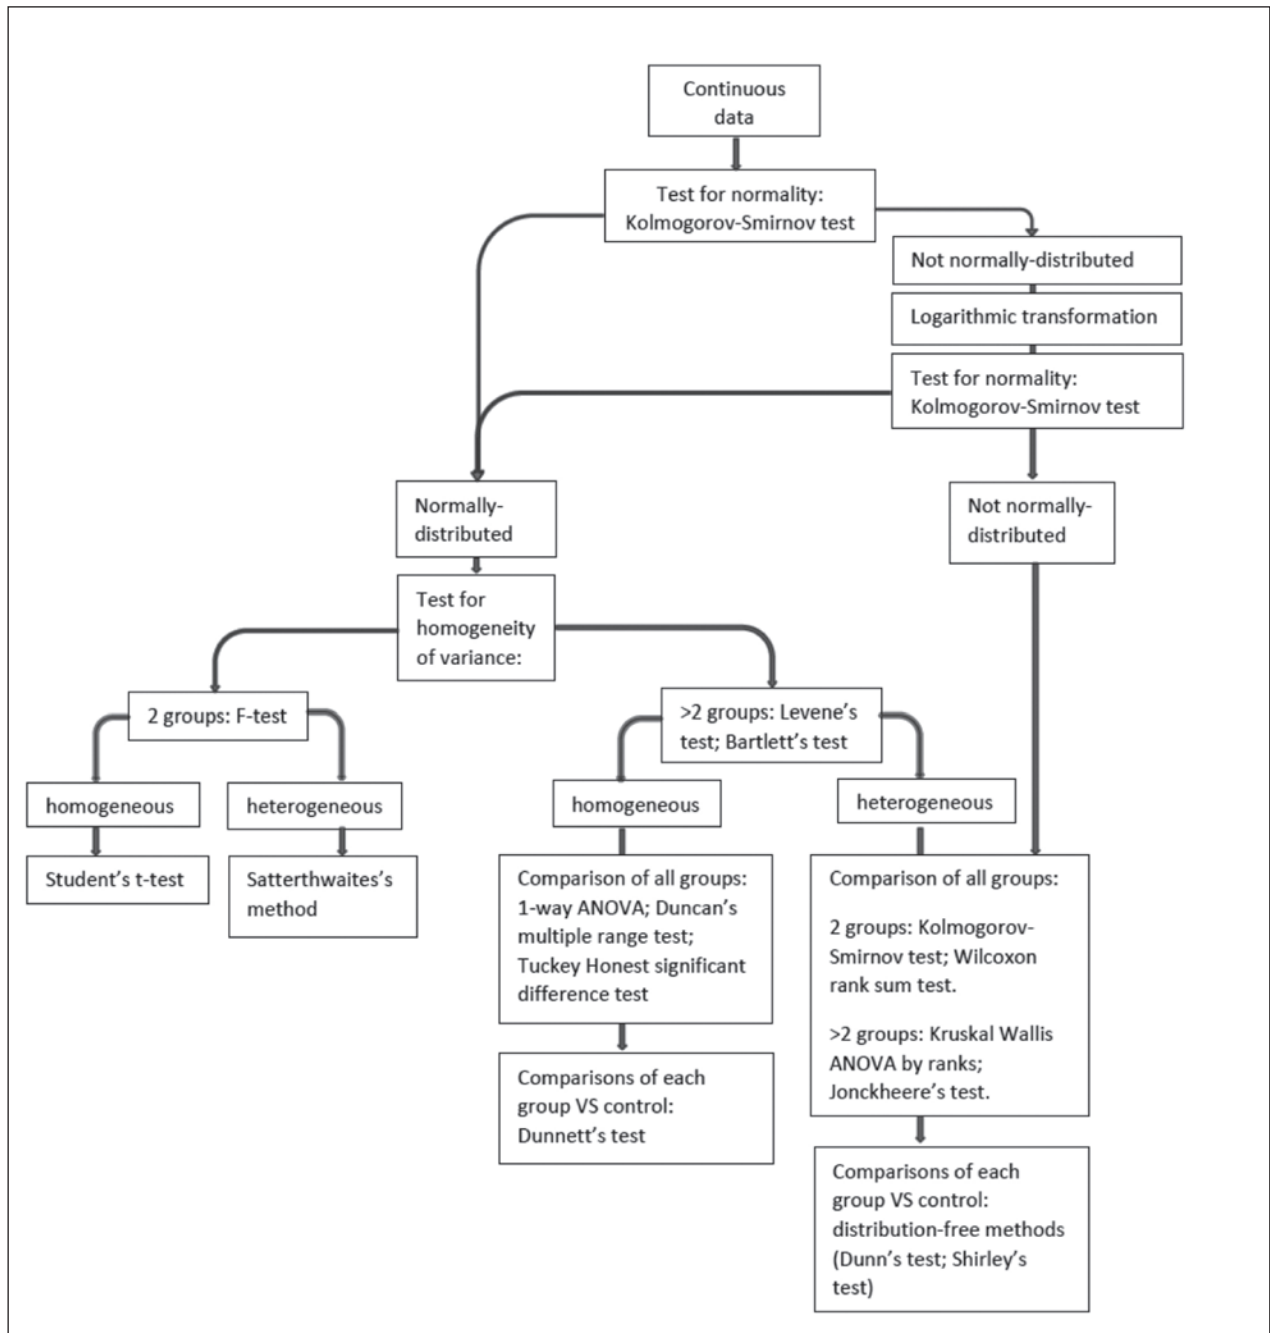 Continuous
data
Test for normality:
Kolmogorov-Smirnov test
Not normally-distributed
Logarithmic transformation
Test for normality:
Kolmogorov-Smirnov test
Normally-
distributed
Not normally-
distributed
Test for
homogeneity
of variance:
2 groups: F-test
>2 groups: Levene's
test; Bartlett's test
homogeneous
heterogeneous
homogeneous
heterogeneous
Student's t-test
Satterthwaites's
method
Comparison of all groups:
1-way ANOVA; Duncan's
multiple range test;
Tuckey Honest significant
difference test
Comparison of all groups:
2 groups: Kolmogorov-
Smirnov test; Wilcoxon
rank sum test.
>2 groups: Kruskal Wallis
ANOVA by ranks;
Jonckheere's test.
Comparisons of each
group VS control:
Dunnett's test
Comparisons of each
group VS control:
distribution-free methods
(Dunn's test; Shirley's
test)